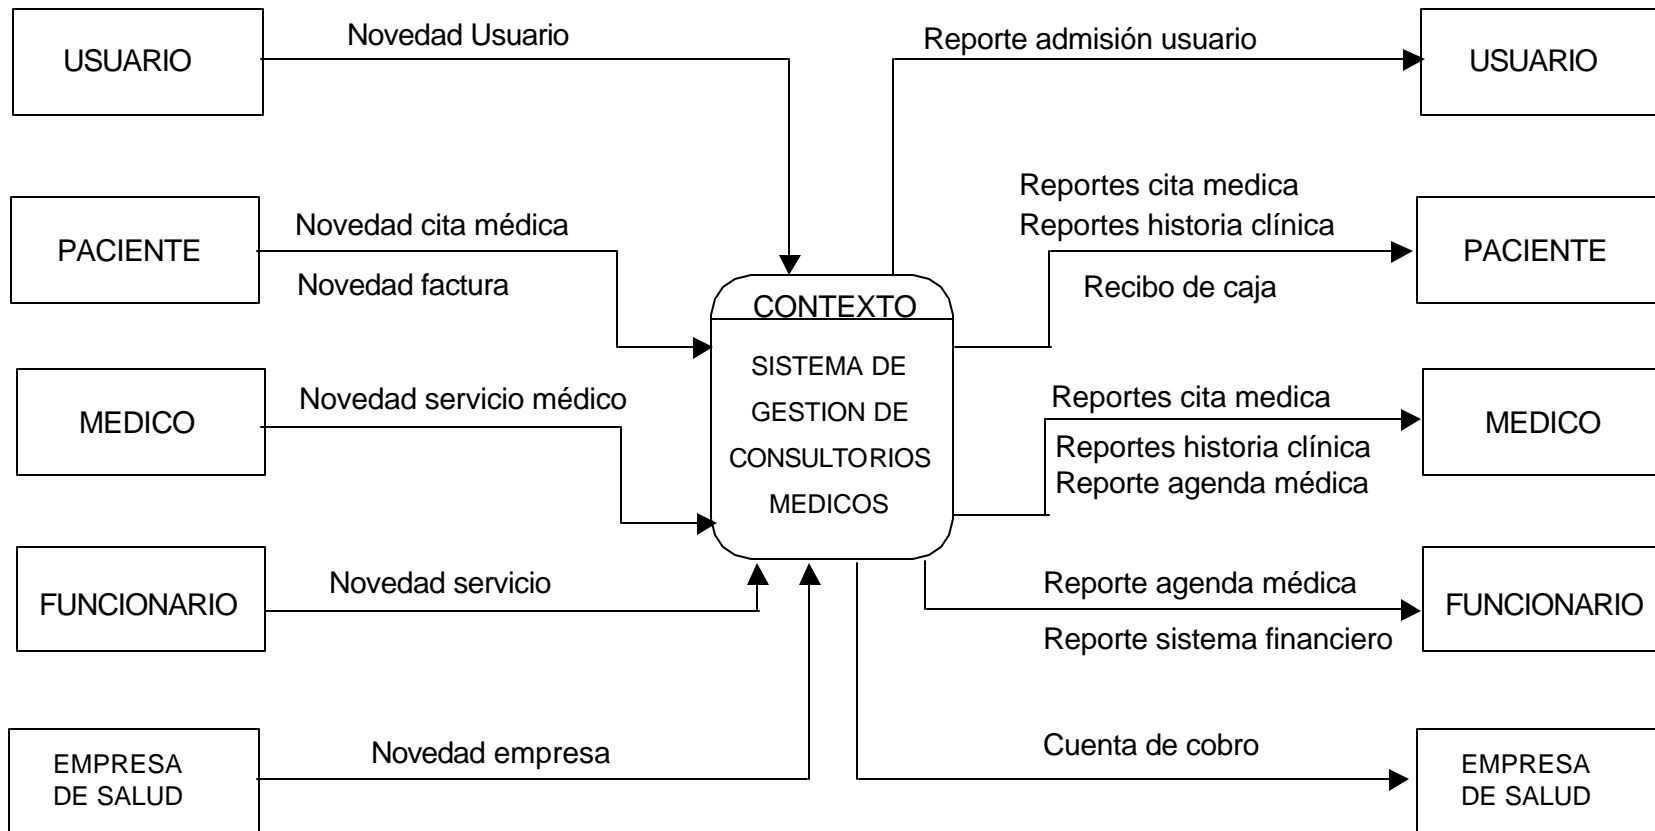 USUARIO
Novedad Usuario
Reporte admisión usuario
USUARIO
PACIENTE
Novedad cita médica
Novedad factura
Reportes cita medica
Reportes historia clínica
Recibo de caja
PACIENTE
CONTEXTO
SISTEMA DE
GESTION DE
CONSULTORIOS
MEDICOS
MEDICO
Novedad servicio médico
Reportes cita medica
Reportes historia clínica
Reporte agenda médica
MEDICO
FUNCIONARIO
Novedad servicio
Reporte agenda médica
Reporte sistema financiero
FUNCIONARIO
EMPRESA
DE SALUD
Novedad empresa
Cuenta de cobro
EMPRESA
DE SALUD